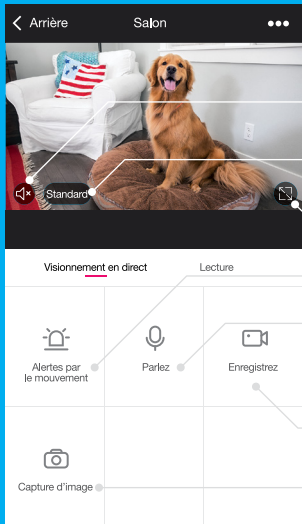 Arrière
Salon
Standard
Visionnement en direct
Lecture
Alertes par
le mouvement
Parlez
Enregistrez
Capture d'image